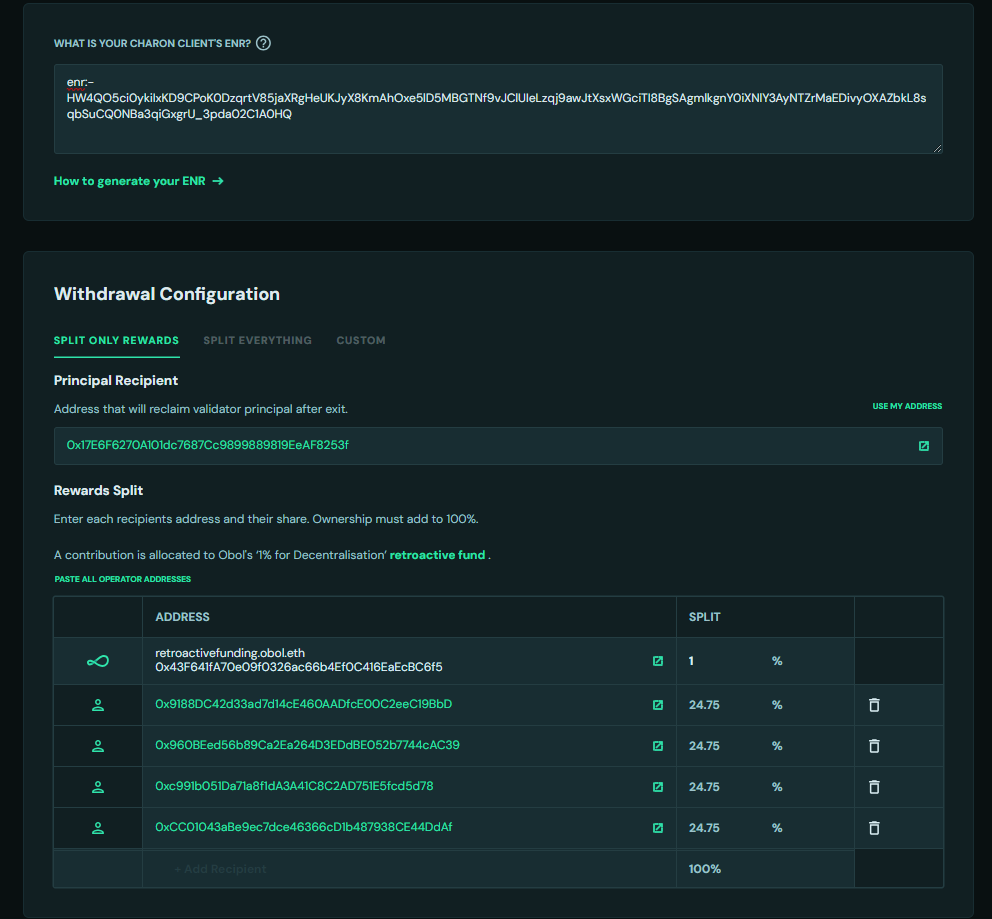 WHAT IS YOUR CHARON CLIENT'S ENR? ?
enr:-
HW4QO5ci0ykiIxKD9CPoK0DzqrtV85jaXRgHeUKJyX8KmAhOxe5lD5MBGTNf9vJClUIeLzqj9awJtXsxWGciTl8BgSAgmlkgnY0iXNlY3AyNTZrMaEDivyOXAZbkL8s
qbSuCQ0NBa3qiGxgrU_3pda02C1A0HQ
How to generate your ENR →
Withdrawal Configuration
SPLIT ONLY REWARDS SPLIT EVERYTHING CUSTOM
Principal Recipient
Address that will reclaim validator principal after exit. USE MY ADDRESS
0x17E6F6270A101dc7687Cc9899889819EeAF8253f
Rewards Split
Enter each recipients address and their share. Ownership must add to 100%.
A contribution is allocated to Obol's '1% for Decentralisation' retroactive fund .
PASTE ALL OPERATOR ADDRESSES
ADDRESS SPLIT
retroactivefunding.obol.eth
0x43F641fA70e09f0326ac66b4Ef0C416EaEcBC6f5 1 %
0x9188DC42d33ad7d14cE460AADfcE00C2eeC19BbD 24.75 %
0x960BEed56b89Ca2Ea264D3EDdBE052b7744cAC39 24.75 %
0xc991b051Da71a8f1dA3A41C8C2AD751E5fcd5d78 24.75 %
0xCC01043aBe9ec7dce46366cD1b487938CE44DdAf 24.75 %
+ Add Recipient 100%